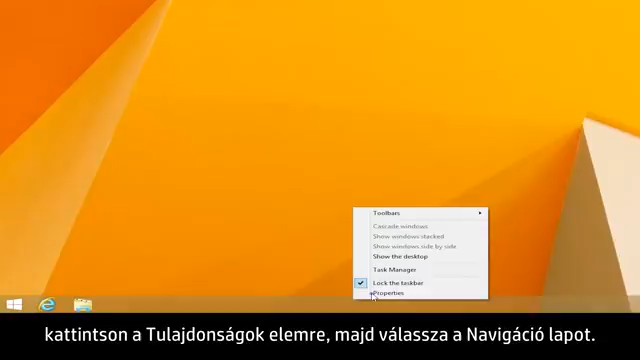 Toolbars
Cascade windows
Show windows stacked
Show windows side by side
Show the desktop
Task Manager
Lock the taskbar
Properties
kattintson a Tulajdonságok elemre, majd válassza a Navigáció lapot.